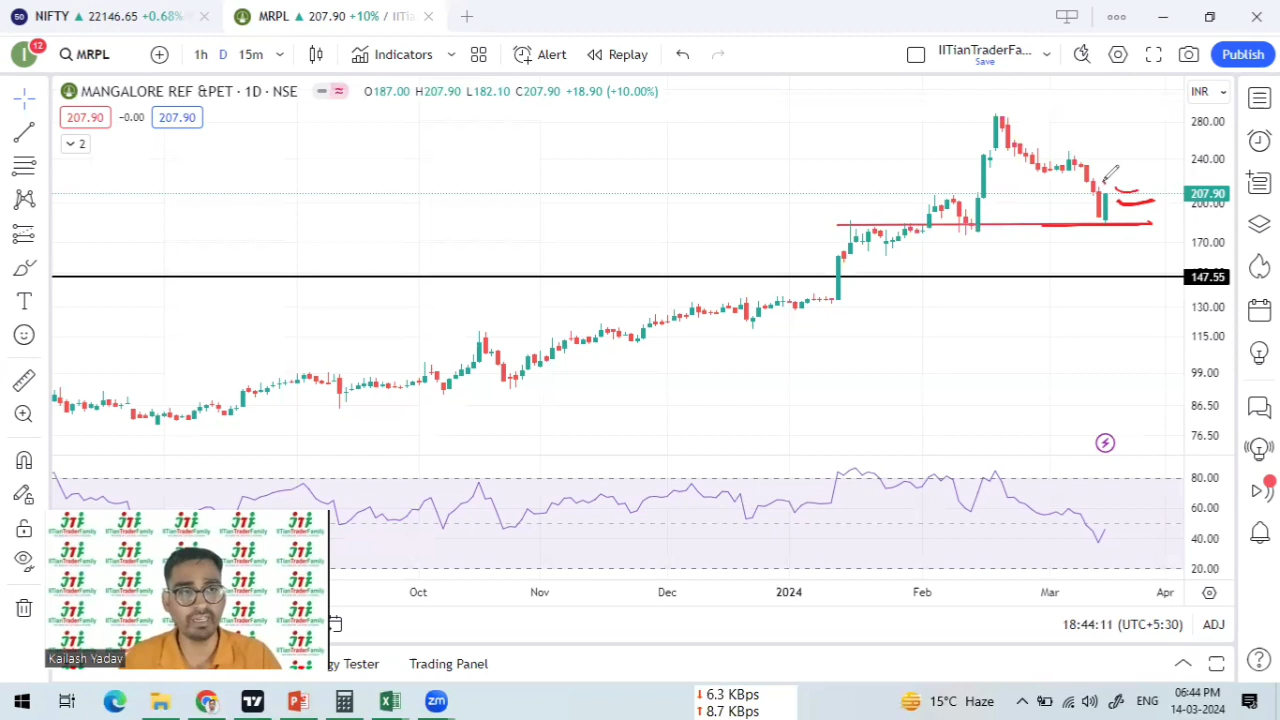 50 NIFTY ▲ 22146.65 +0.68%
MRPL ▲ 207.90 +10% / IITia
I 12 MRPL 1h D 15m Indicators Alert Replay IITianTraderFa... Publish
Save
MANGALORE REF &PET · 1D · NSE O187.00 H207.90 L182.10 C207.90 +18.90 (+10.00%) INR
207.90 -0.00 207.90
2
280.00
240.00
207.90
200.00
170.00
147.55
130.00
115.00
99.00
86.50
76.50
80.00
60.00
40.00
20.00
Oct Nov Dec 2024 Feb Mar Apr
18:44:11 (UTC+5:30) ADJ
IITianTraderFamily
Kailash Yadav
gy Tester Trading Panel
6.3 KBps
8.7 KBps
15°C Haze
ENG
06:44 PM
14-03-2024